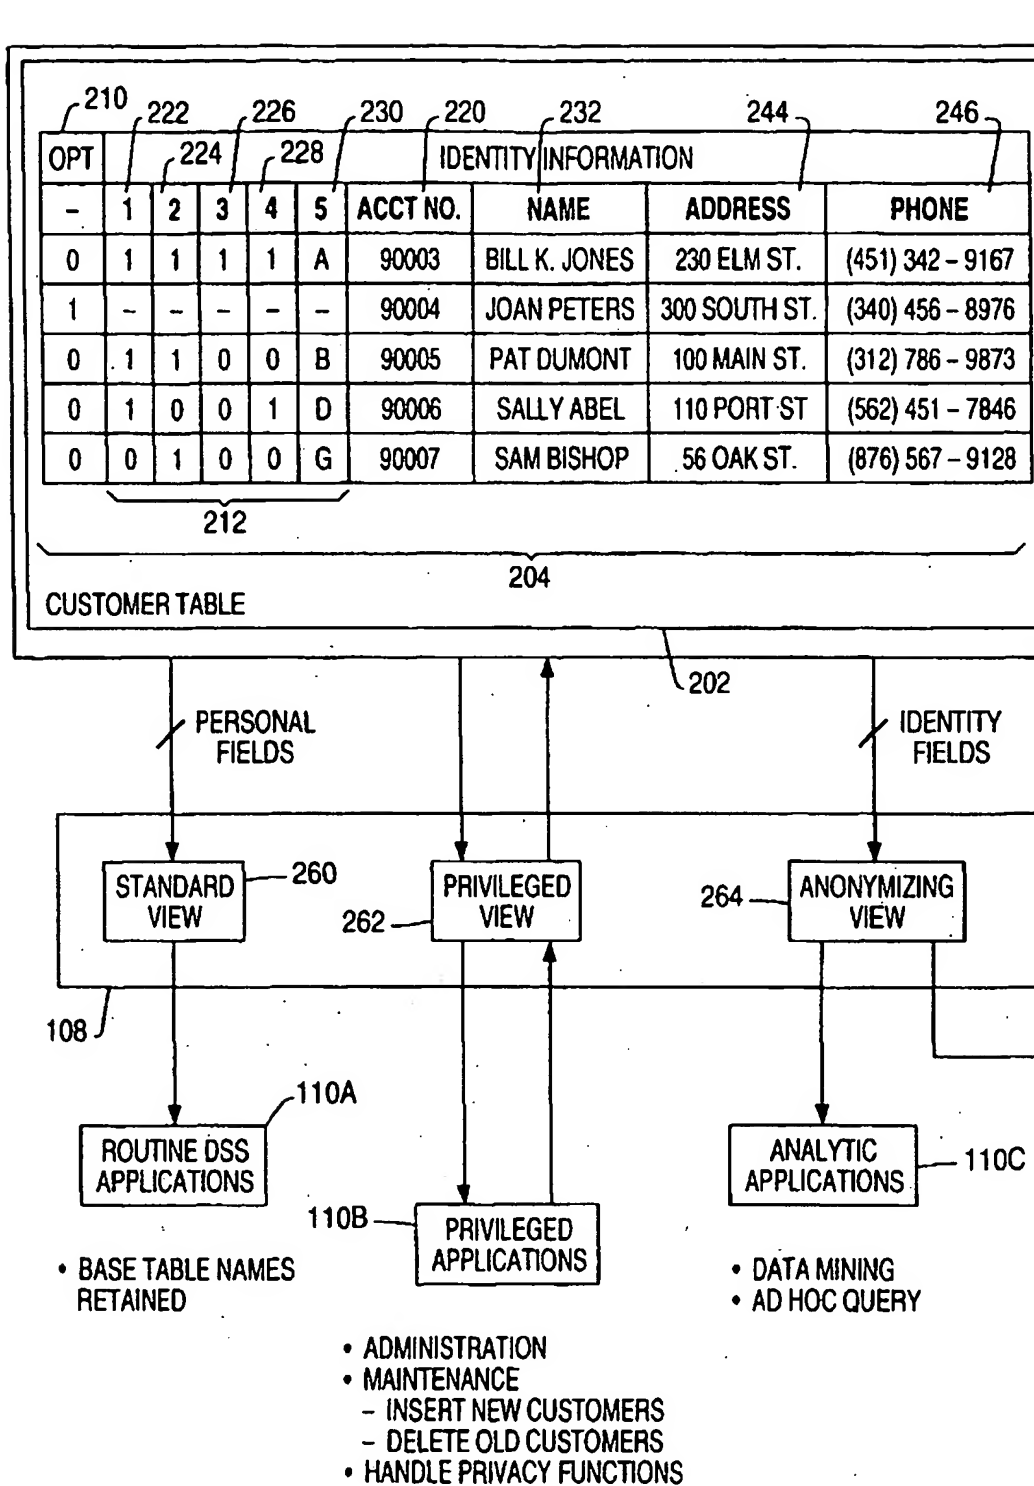 210 222 226 230 220 232 244 246
OPT 224 228 IDENTITY INFORMATION
– 1 2 3 4 5 ACCT NO. NAME ADDRESS PHONE
0 1 1 1 1 A 90003 BILL K. JONES 230 ELM ST. (451) 342 – 9167
1 – – – – – 90004 JOAN PETERS 300 SOUTH ST. (340) 456 – 8976
0 1 1 0 0 B 90005 PAT DUMONT 100 MAIN ST. (312) 786 – 9873
0 1 0 0 1 D 90006 SALLY ABEL 110 PORT ST (562) 451 – 7846
0 0 1 0 0 G 90007 SAM BISHOP 56 OAK ST. (876) 567 – 9128
212
204
CUSTOMER TABLE
202
PERSONAL
FIELDS
IDENTITY
FIELDS
STANDARD
VIEW
260
PRIVILEGED
VIEW
262
ANONYMIZING
VIEW
264
108
110A
ROUTINE DSS
APPLICATIONS
110B
PRIVILEGED
APPLICATIONS
ANALYTIC
APPLICATIONS
110C
• BASE TABLE NAMES
RETAINED
• DATA MINING
• AD HOC QUERY
• ADMINISTRATION
• MAINTENANCE
– INSERT NEW CUSTOMERS
– DELETE OLD CUSTOMERS
• HANDLE PRIVACY FUNCTIONS